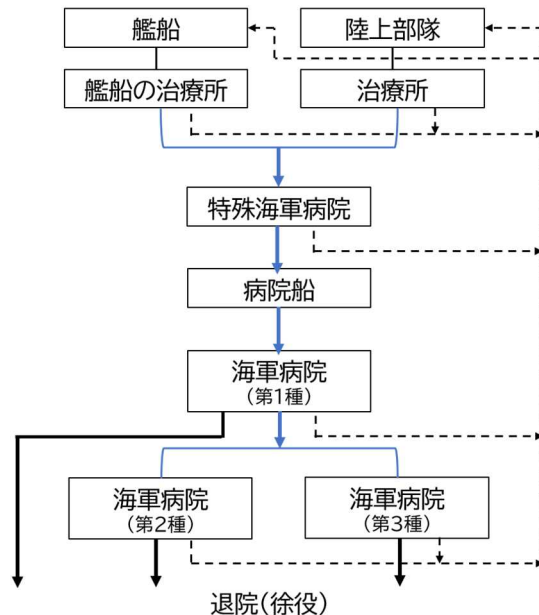 艦船
陸上部隊
艦船の治療所
治療所
特殊海軍病院
病院船
海軍病院
(第1種)
海軍病院
(第2種)
海軍病院
(第3種)
退院(徐役)